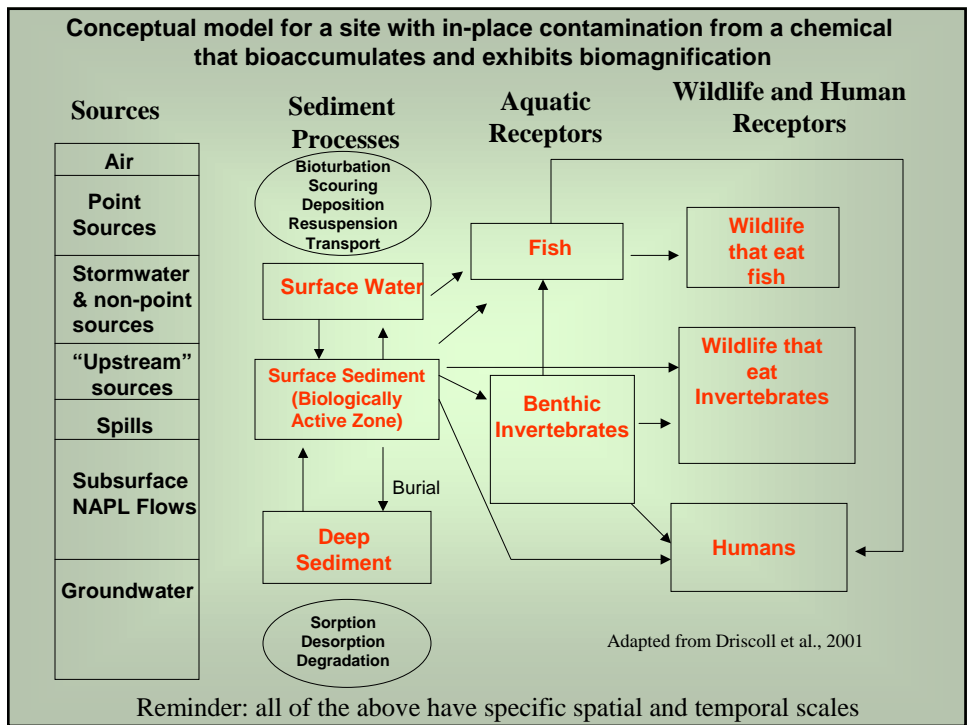 Conceptual model for a site with in-place contamination from a chemical
that bioaccumulates and exhibits biomagnification
Sources
Sediment
Processes
Aquatic
Receptors
Wildlife and Human
Receptors
Air
Point
Sources
Stormwater
& non-point
sources
“Upstream”
sources
Spills
Subsurface
NAPL Flows
Groundwater
Bioturbation
Scouring
Deposition
Resuspension
Transport
Surface Water
Surface Sediment
(Biologically
Active Zone)
Burial
Deep
Sediment
Sorption
Desorption
Degradation
Fish
Benthic
Invertebrates
Wildlife
that eat
fish
Wildlife that
eat
Invertebrates
Humans
Adapted from Driscoll et al., 2001
Reminder: all of the above have specific spatial and temporal scales